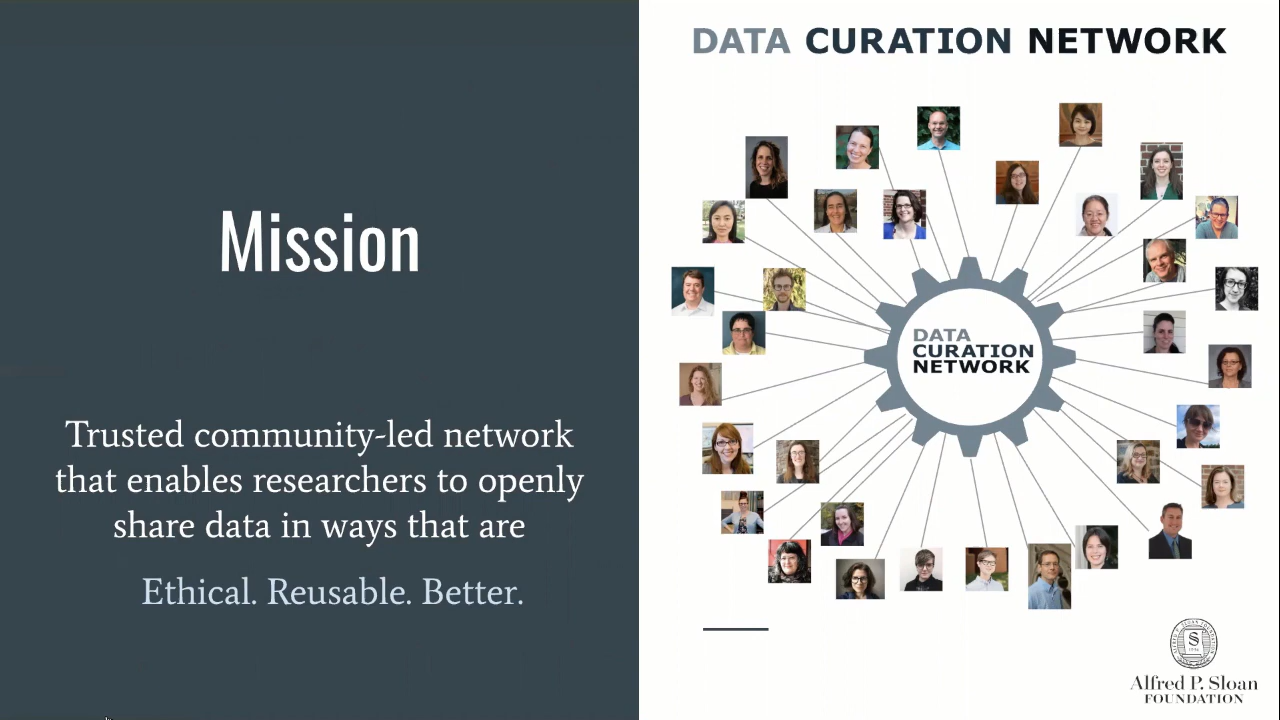 Mission
Trusted community-led network
that enables researchers to openly
share data in ways that are
Ethical. Reusable. Better.
DATA CURATION NETWORK
DATA
CURATION
NETWORK
Alfred P. Sloan
FOUNDATION